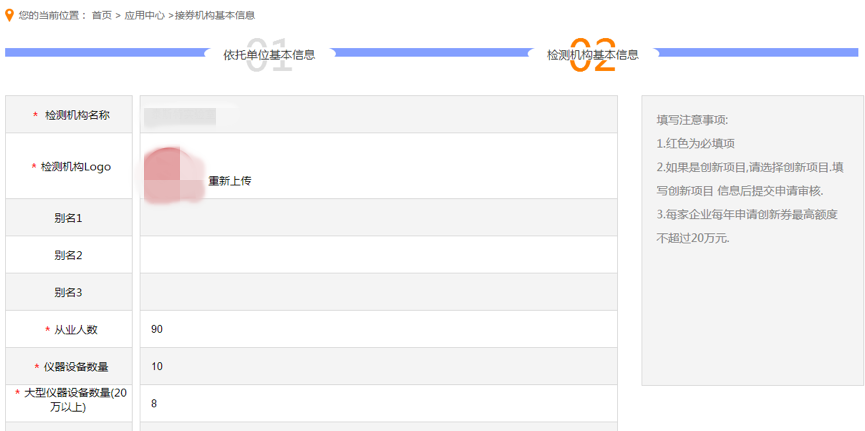 您的当前位置： 首页 > 应用中心 >接券机构基本信息
01
依托单位基本信息
02
检测机构基本信息
* 检测机构名称
* 检测机构Logo
重新上传
别名1
别名2
别名3
* 从业人数
90
* 仪器设备数量
10
* 大型仪器设备数量(20
万以上)
8
填写注意事项:
1.红色为必填项
2.如果是创新项目,请选择创新项目.填
写创新项目 信息后提交申请审核.
3.每家企业每年申请创新券最高额度
不超过20万元.